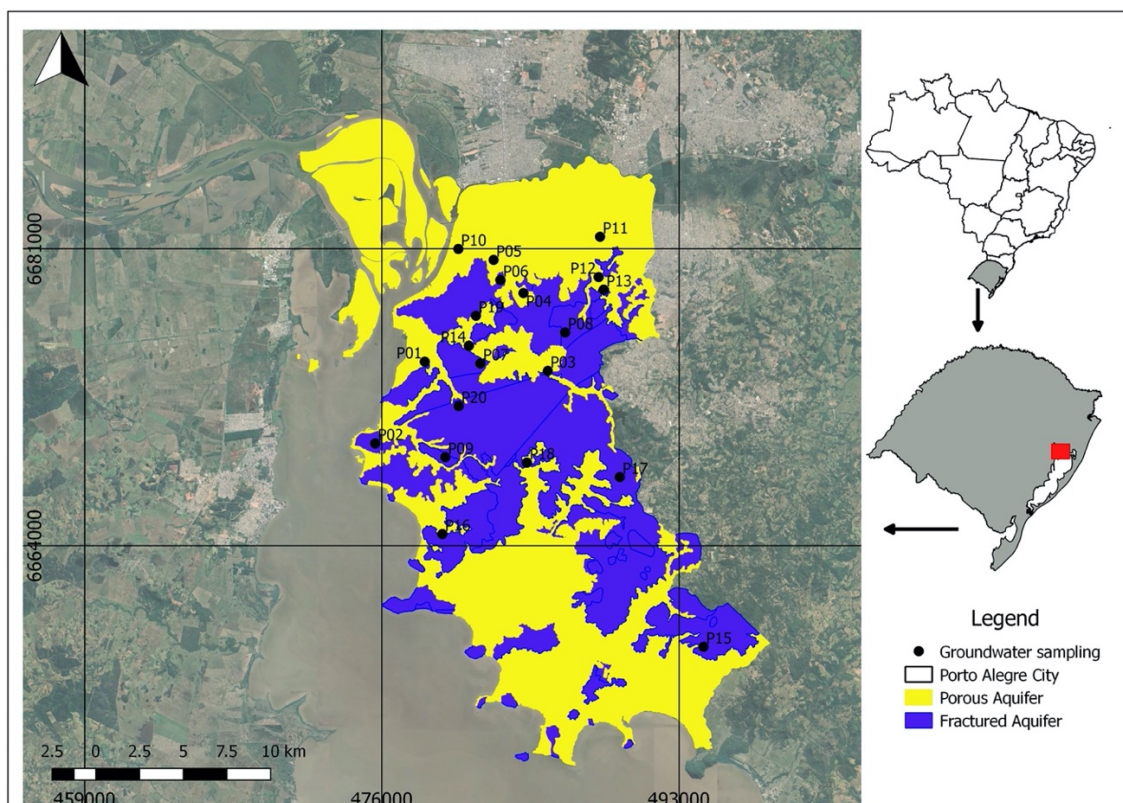 P11
P10
6681000
P05
P06
P12
P13
P04
P19
P08
P14
P01
P07
P03
P20
P02
P09
P18
P17
P16
6664000
P15
2.5 0 2.5 5 7.5 10 km
459000 476000 493000
Legend
Groundwater sampling
Porto Alegre City
Porous Aquifer
Fractured Aquifer